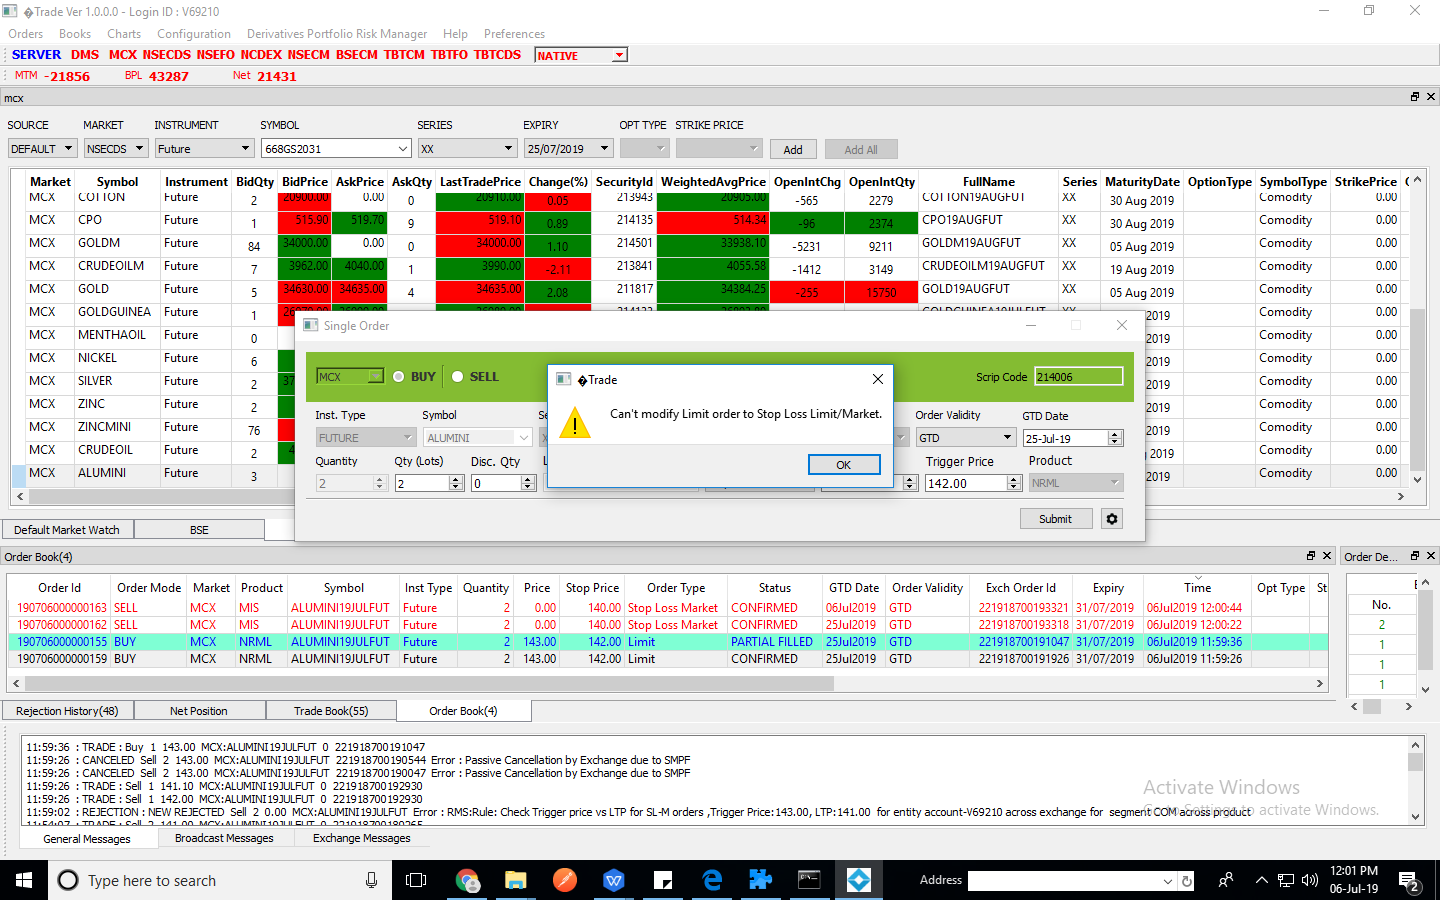 �Trade Ver 1.0.0.0 - Login ID : V69210
Orders Books Charts Configuration Derivatives Portfolio Risk Manager Help Preferences
SERVER DMS MCX NSECDS NSEFO NCDEX NSECM BSECM TBTCM TBTFO TBTCDS NATIVE
MTM -21856 BPL 43287 Net 21431
mcx
SOURCE MARKET INSTRUMENT SYMBOL SERIES EXPIRY OPT TYPE STRIKE PRICE
DEFAULT NSECDS Future 668GS2031 XX 25/07/2019 Add Add All
Market Symbol Instrument BidQty BidPrice AskPrice AskQty LastTradePrice Change(%) SecurityId WeightedAvgPrice OpenIntChg OpenIntQty FullName Series MaturityDate OptionType SymbolType StrikePrice
MCX COTTON Future 2 20900.00 0.00 0 20910.00 0.05 213943 20905.00 -565 2279 COTTON19AUGFUT XX 30 Aug 2019 Comodity 0.00
MCX CPO Future 1 515.90 519.70 9 519.10 0.89 214135 514.34 -96 2374 CPO19AUGFUT XX 30 Aug 2019 Comodity 0.00
MCX GOLDM Future 84 34000.00 0.00 0 34000.00 1.10 214501 33938.10 -5231 9211 GOLDM19AUGFUT XX 05 Aug 2019 Comodity 0.00
MCX CRUDEOILM Future 7 3962.00 4040.00 1 3990.00 -2.11 213841 4055.58 -1412 3149 CRUDEOILM19AUGFUT XX 19 Aug 2019 Comodity 0.00
MCX GOLD Future 5 34630.00 34635.00 4 34635.00 2.08 211817 34384.25 -255 15750 GOLD19AUGFUT XX 05 Aug 2019 Comodity 0.00
MCX GOLDGUINEA Future 1 2019 Comodity 0.00
MCX MENTHAOIL Future 0 2019 Comodity 0.00
MCX NICKEL Future 6 2019 Comodity 0.00
MCX SILVER Future 2 2019 Comodity 0.00
MCX ZINC Future 2 2019 Comodity 0.00
MCX ZINCMINI Future 76 2019 Comodity 0.00
MCX CRUDEOIL Future 2 2019 Comodity 0.00
MCX ALUMINI Future 3 2019 Comodity 0.00
Single Order
MCX BUY SELL Scrip Code 214006
Inst. Type Symbol Order Validity GTD Date
FUTURE ALUMINI GTD 25-Jul-19
Quantity Qty (Lots) Disc. Qty Trigger Price Product
2 2 0 142.00 NRML
Submit
�Trade
Can't modify Limit order to Stop Loss Limit/Market.
OK
Default Market Watch BSE
Order Book(4) Order De...
Order Id Order Mode Market Product Symbol Inst Type Quantity Price Stop Price Order Type Status GTD Date Order Validity Exch Order Id Expiry Time Opt Type St
190706000000163 SELL MCX MIS ALUMINI19JULFUT Future 2 0.00 140.00 Stop Loss Market CONFIRMED 06Jul2019 GTD 221918700193321 31/07/2019 06Jul2019 12:00:44
190706000000162 SELL MCX MIS ALUMINI19JULFUT Future 2 0.00 140.00 Stop Loss Market CONFIRMED 25Jul2019 GTD 221918700193318 31/07/2019 06Jul2019 12:00:22
190706000000155 BUY MCX NRML ALUMINI19JULFUT Future 2 143.00 142.00 Limit PARTIAL FILLED 25Jul2019 GTD 221918700191047 31/07/2019 06Jul2019 11:59:36
190706000000159 BUY MCX NRML ALUMINI19JULFUT Future 2 143.00 142.00 Limit CONFIRMED 25Jul2019 GTD 221918700191926 31/07/2019 06Jul2019 11:59:26
No.
2
1
1
1
Rejection History(48) Net Position Trade Book(55) Order Book(4)
11:59:36 : TRADE : Buy 1 143.00 MCX:ALUMINI19JULFUT 0 221918700191047
11:59:26 : CANCELED Sell 2 143.00 MCX:ALUMINI19JULFUT 221918700190544 Error : Passive Cancellation by Exchange due to SMPF
11:59:26 : CANCELED Sell 2 143.00 MCX:ALUMINI19JULFUT 221918700190047 Error : Passive Cancellation by Exchange due to SMPF
11:59:26 : TRADE : Sell 1 141.10 MCX:ALUMINI19JULFUT 0 221918700192930
11:59:26 : TRADE : Sell 1 142.00 MCX:ALUMINI19JULFUT 0 221918700192930
11:59:02 : REJECTION : NEW REJECTED Sell 2 0.00 MCX:ALUMINI19JULFUT Error : RMS:Rule: Check Trigger price vs LTP for SL-M orders ,Trigger Price:143.00, LTP:141.00 for entity account-V69210 across exchange for segment COM across product
11:54:07 : TRADE : Sell 2 141.00 MCX:ALUMINI19JULFUT 0 221918700189265
Activate Windows
Go to Settings to activate Windows.
General Messages Broadcast Messages Exchange Messages
Type here to search Address 12:01 PM
06-Jul-19 2